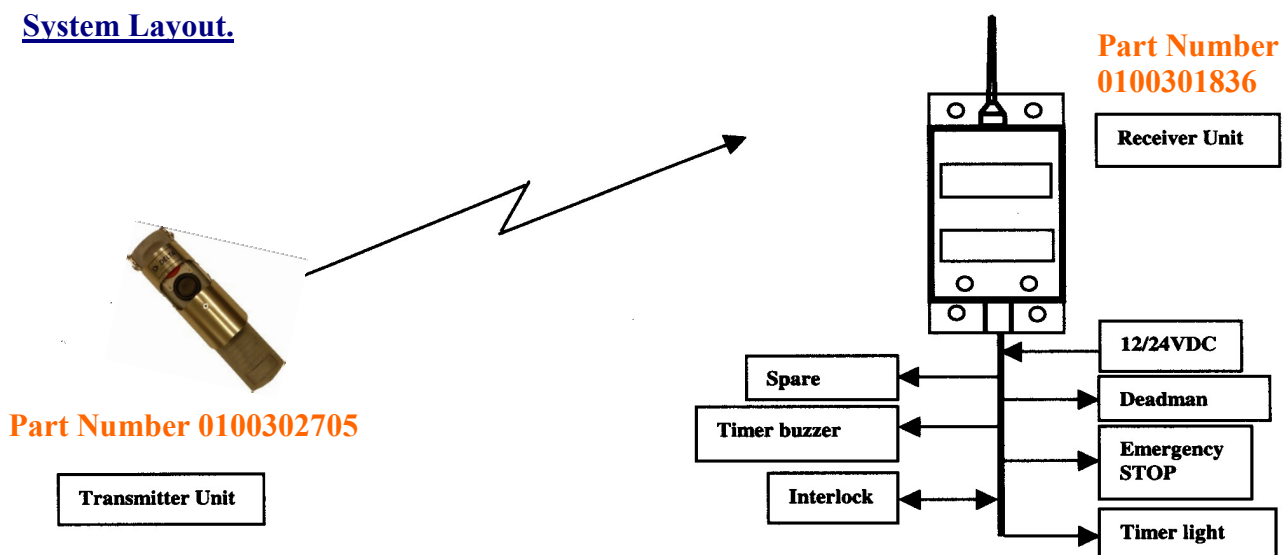 System Layout.
Part Number
0100301836
Receiver Unit
Part Number 0100302705
Transmitter Unit
12/24VDC
Spare
Deadman
Timer buzzer
Emergency
STOP
Interlock
Timer light